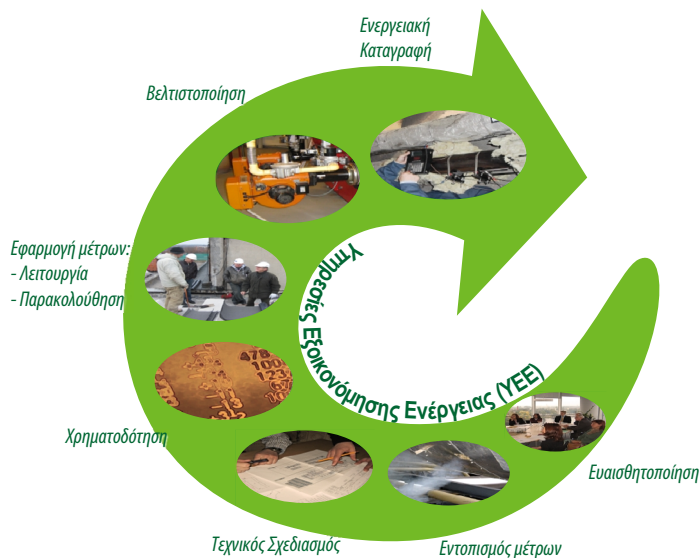 Ενεργειακή
Καταγραφή
Βελτιστοποίηση
Εφαρμογή μέτρων:
- Λειτουργία
- Παρακολούθηση
Υπηρεσίες Εξοικονόμησης Ενέργειας (ΥΕΕ)
Χρηματοδότηση
Ευαισθητοποίηση
Τεχνικός Σχεδιασμός
Εντοπισμός μέτρων